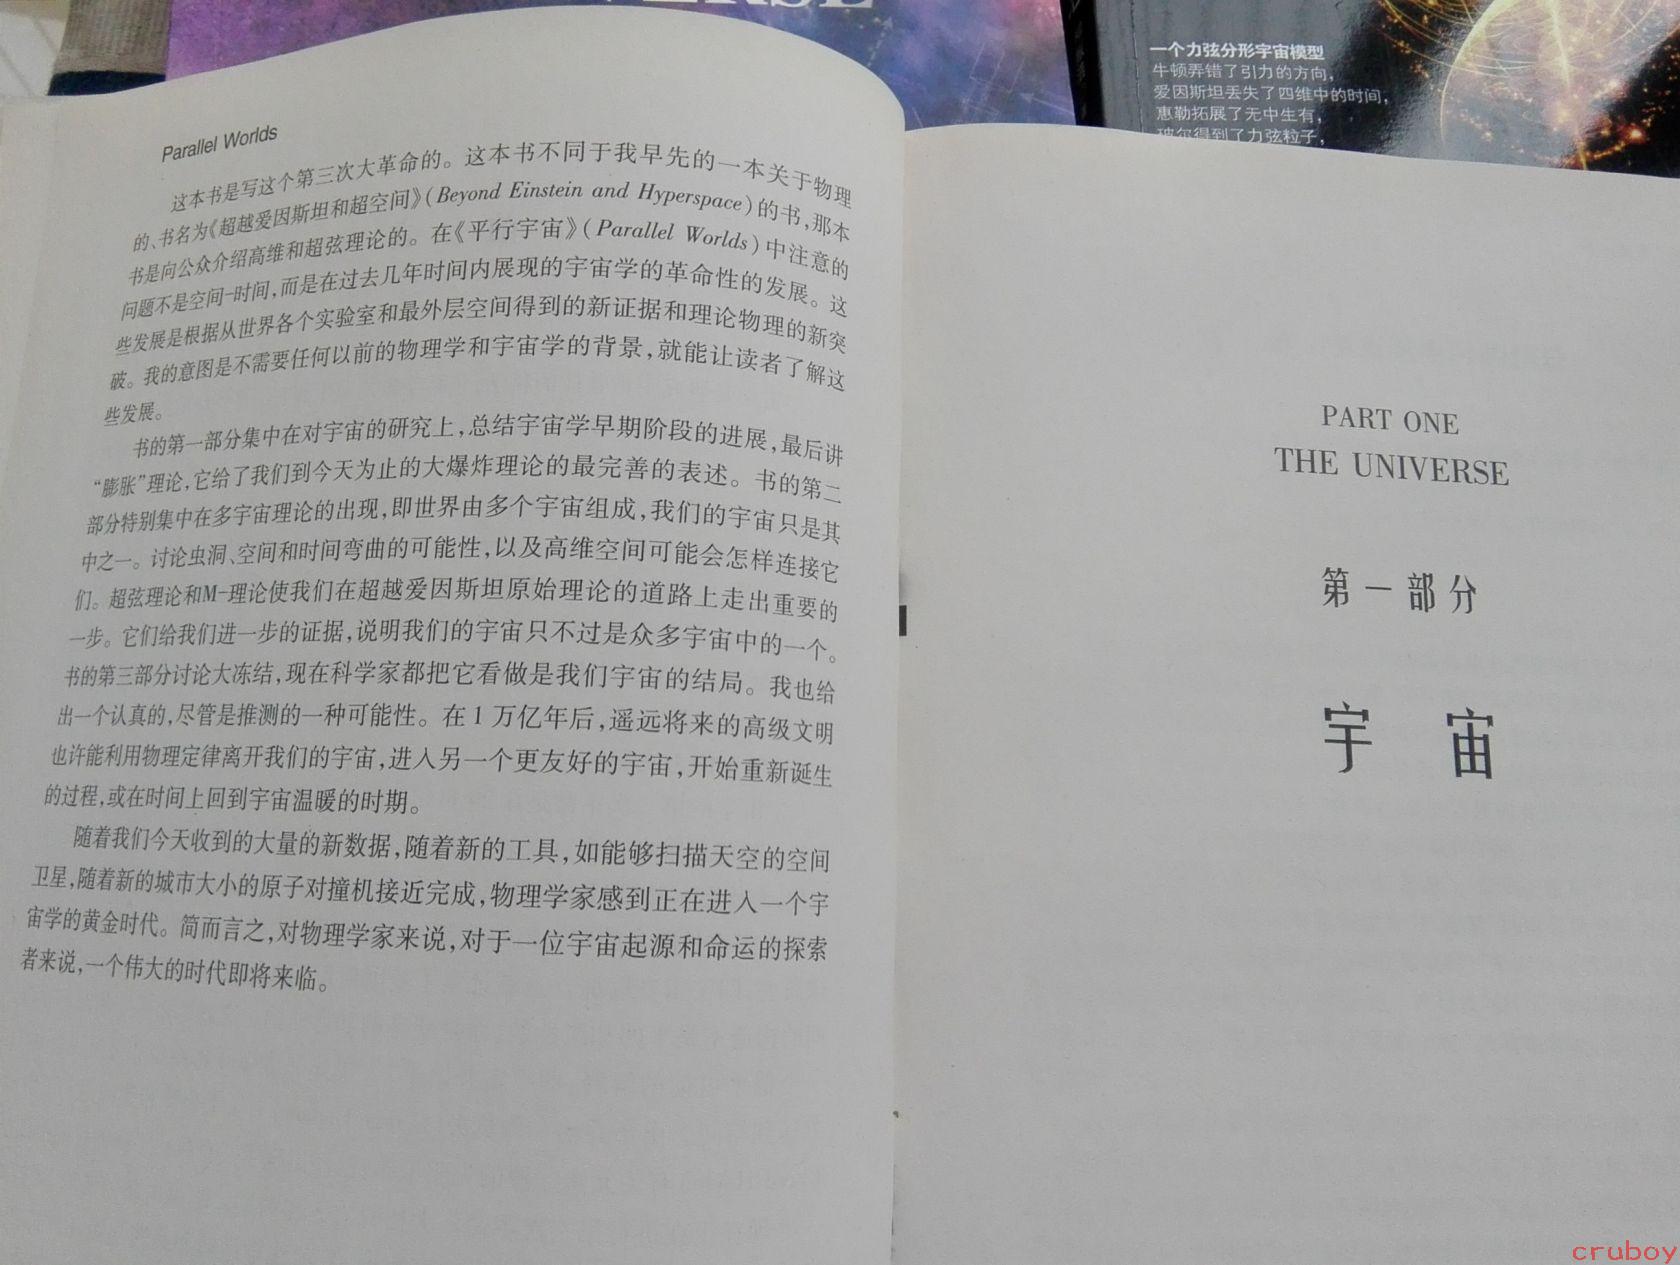 ERSE
一个力弦分形宇宙模型
牛顿弄错了引力的方向,
爱因斯坦丢失了四维中的时间,
惠勒拓展了无中生有,
玻尔得到了力弦粒子,
Parallel Worlds
这本书是写这个第三次大革命的。这本书不同于我早先的一本关于物理
的、书名为《超越爱因斯坦和超空间》(Beyond Einstein and Hyperspace)的书,那本
书是向公众介绍高维和超弦理论的。在《平行宇宙》(Parallel Worlds)中注意的
问题不是空间-时间,而是在过去几年时间内展现的宇宙学的革命性的发展。这
些发展是根据从世界各个实验室和最外层空间得到的新证据和理论物理的新突
破。我的意图是不需要任何以前的物理学和宇宙学的背景,就能让读者了解这
些发展。
书的第一部分集中在对宇宙的研究上,总结宇宙学早期阶段的进展,最后讲
“膨胀”理论,它给了我们到今天为止的大爆炸理论的最完善的表述。书的第二
部分特别集中在多宇宙理论的出现,即世界由多个宇宙组成,我们的宇宙只是其
中之一。讨论虫洞、空间和时间弯曲的可能性,以及高维空间可能会怎样连接它
们。超弦理论和M-理论使我们在超越爱因斯坦原始理论的道路上走出重要的
一步。它们给我们进一步的证据,说明我们的宇宙只不过是众多宇宙中的一个。
书的第三部分讨论大冻结,现在科学家都把它看做是我们宇宙的结局。我也给
出一个认真的,尽管是推测的一种可能性。在1万亿年后,遥远将来的高级文明
也许能利用物理定律离开我们的宇宙,进入另一个更友好的宇宙,开始重新诞生
的过程,或在时间上回到宇宙温暖的时期。
随着我们今天收到的大量的新数据,随着新的工具,如能够扫描天空的空间
卫星,随着新的城市大小的原子对撞机接近完成,物理学家感到正在进入一个宇
宙学的黄金时代。简而言之,对物理学家来说,对于一位宇宙起源和命运的探索
者来说,一个伟大的时代即将来临。
PART ONE
THE UNIVERSE
第一部分
宇 宙
cruboy